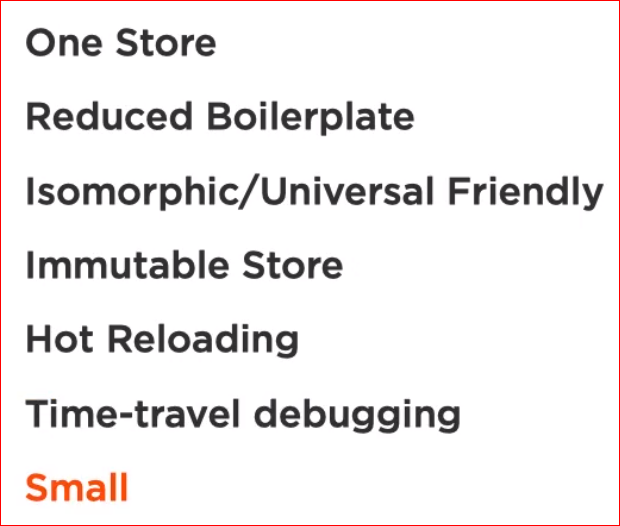 One Store
Reduced Boilerplate
Isomorphic/Universal Friendly
Immutable Store
Hot Reloading
Time-travel debugging
Small